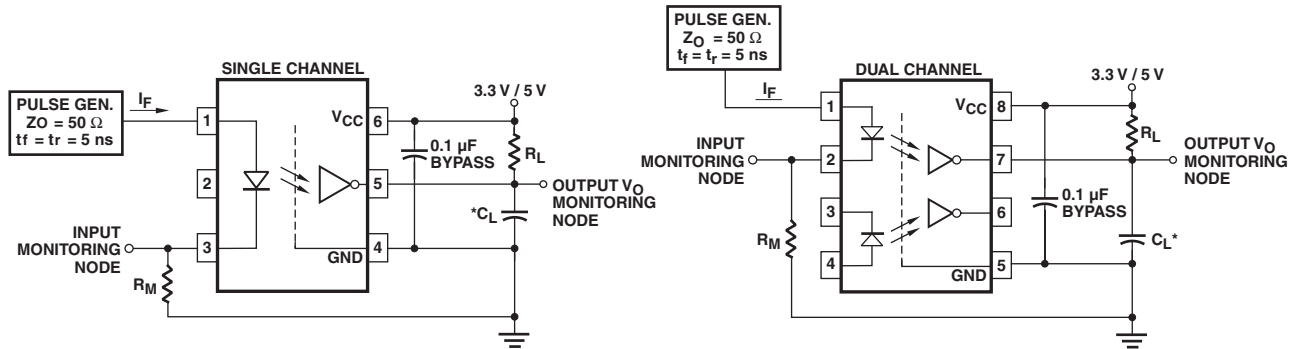 SINGLE CHANNEL
PULSE GEN.
ZO = 50 Ω
tf = tr = 5 ns
IF
1
2
3
VCC
6
5
4
GND
3.3 V / 5 V
0.1 µF
BYPASS
RL
*CL
OUTPUT VO
MONITORING
NODE
INPUT
MONITORING
NODE
RM
PULSE GEN.
ZO = 50 Ω
tf = tr = 5 ns
DUAL CHANNEL
IF
1
2
3
4
VCC
8
7
6
5
GND
3.3 V / 5 V
RL
OUTPUT VO
MONITORING
NODE
0.1 µF
BYPASS
CL*
INPUT
MONITORING
NODE
RM